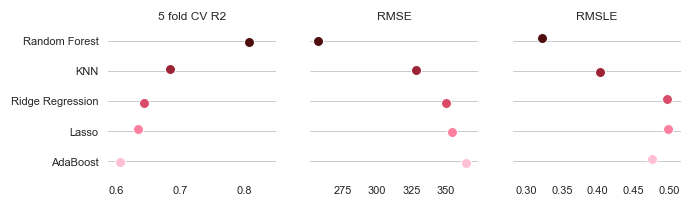 5 fold CV R2 RMSE RMSLE
Random Forest
KNN
Ridge Regression
Lasso
AdaBoost
0.6 0.7 0.8 275 300 325 350 0.30 0.35 0.40 0.45 0.50